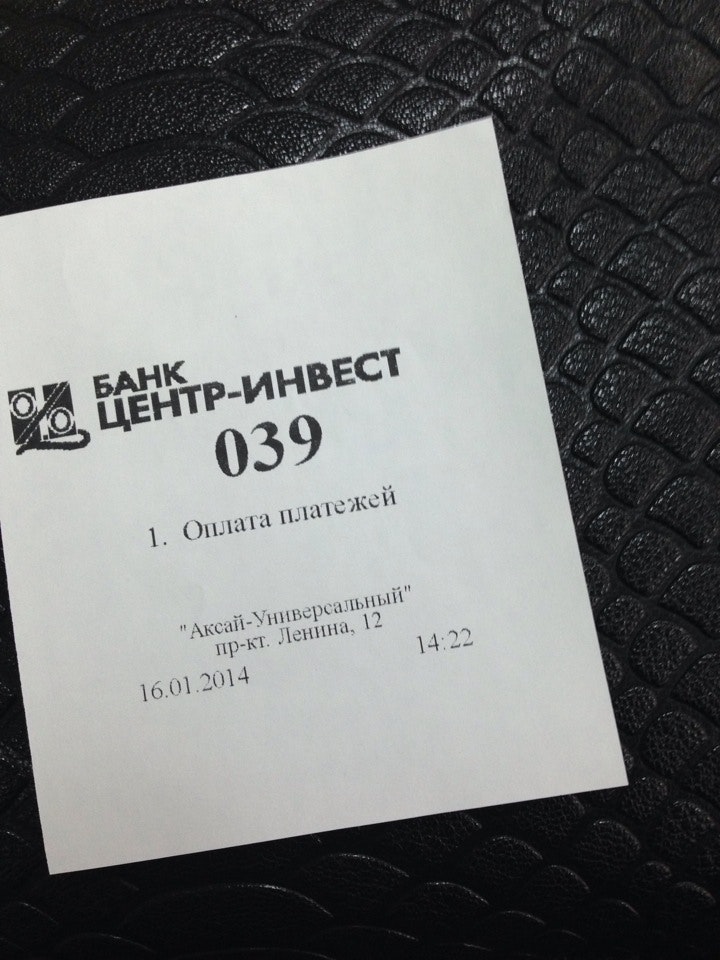 БАНК
ЦЕНТР-ИНВЕСТ
039
1. Оплата платежей
"Аксай-Универсальный"
пр-кт. Ленина, 12
16.01.2014 14:22